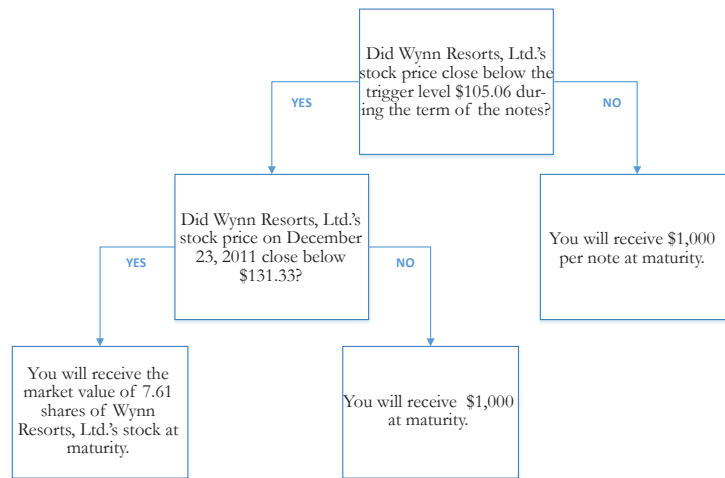 Did Wynn Resorts, Ltd.'s
stock price close below the
trigger level $105.06 dur-
ing the term of the notes?
YES
NO
Did Wynn Resorts, Ltd.'s
stock price on December
23, 2011 close below
$131.33?
You will receive $1,000
per note at maturity.
YES
NO
You will receive the
market value of 7.61
shares of Wynn
Resorts, Ltd.'s stock at
maturity.
You will receive $1,000
at maturity.